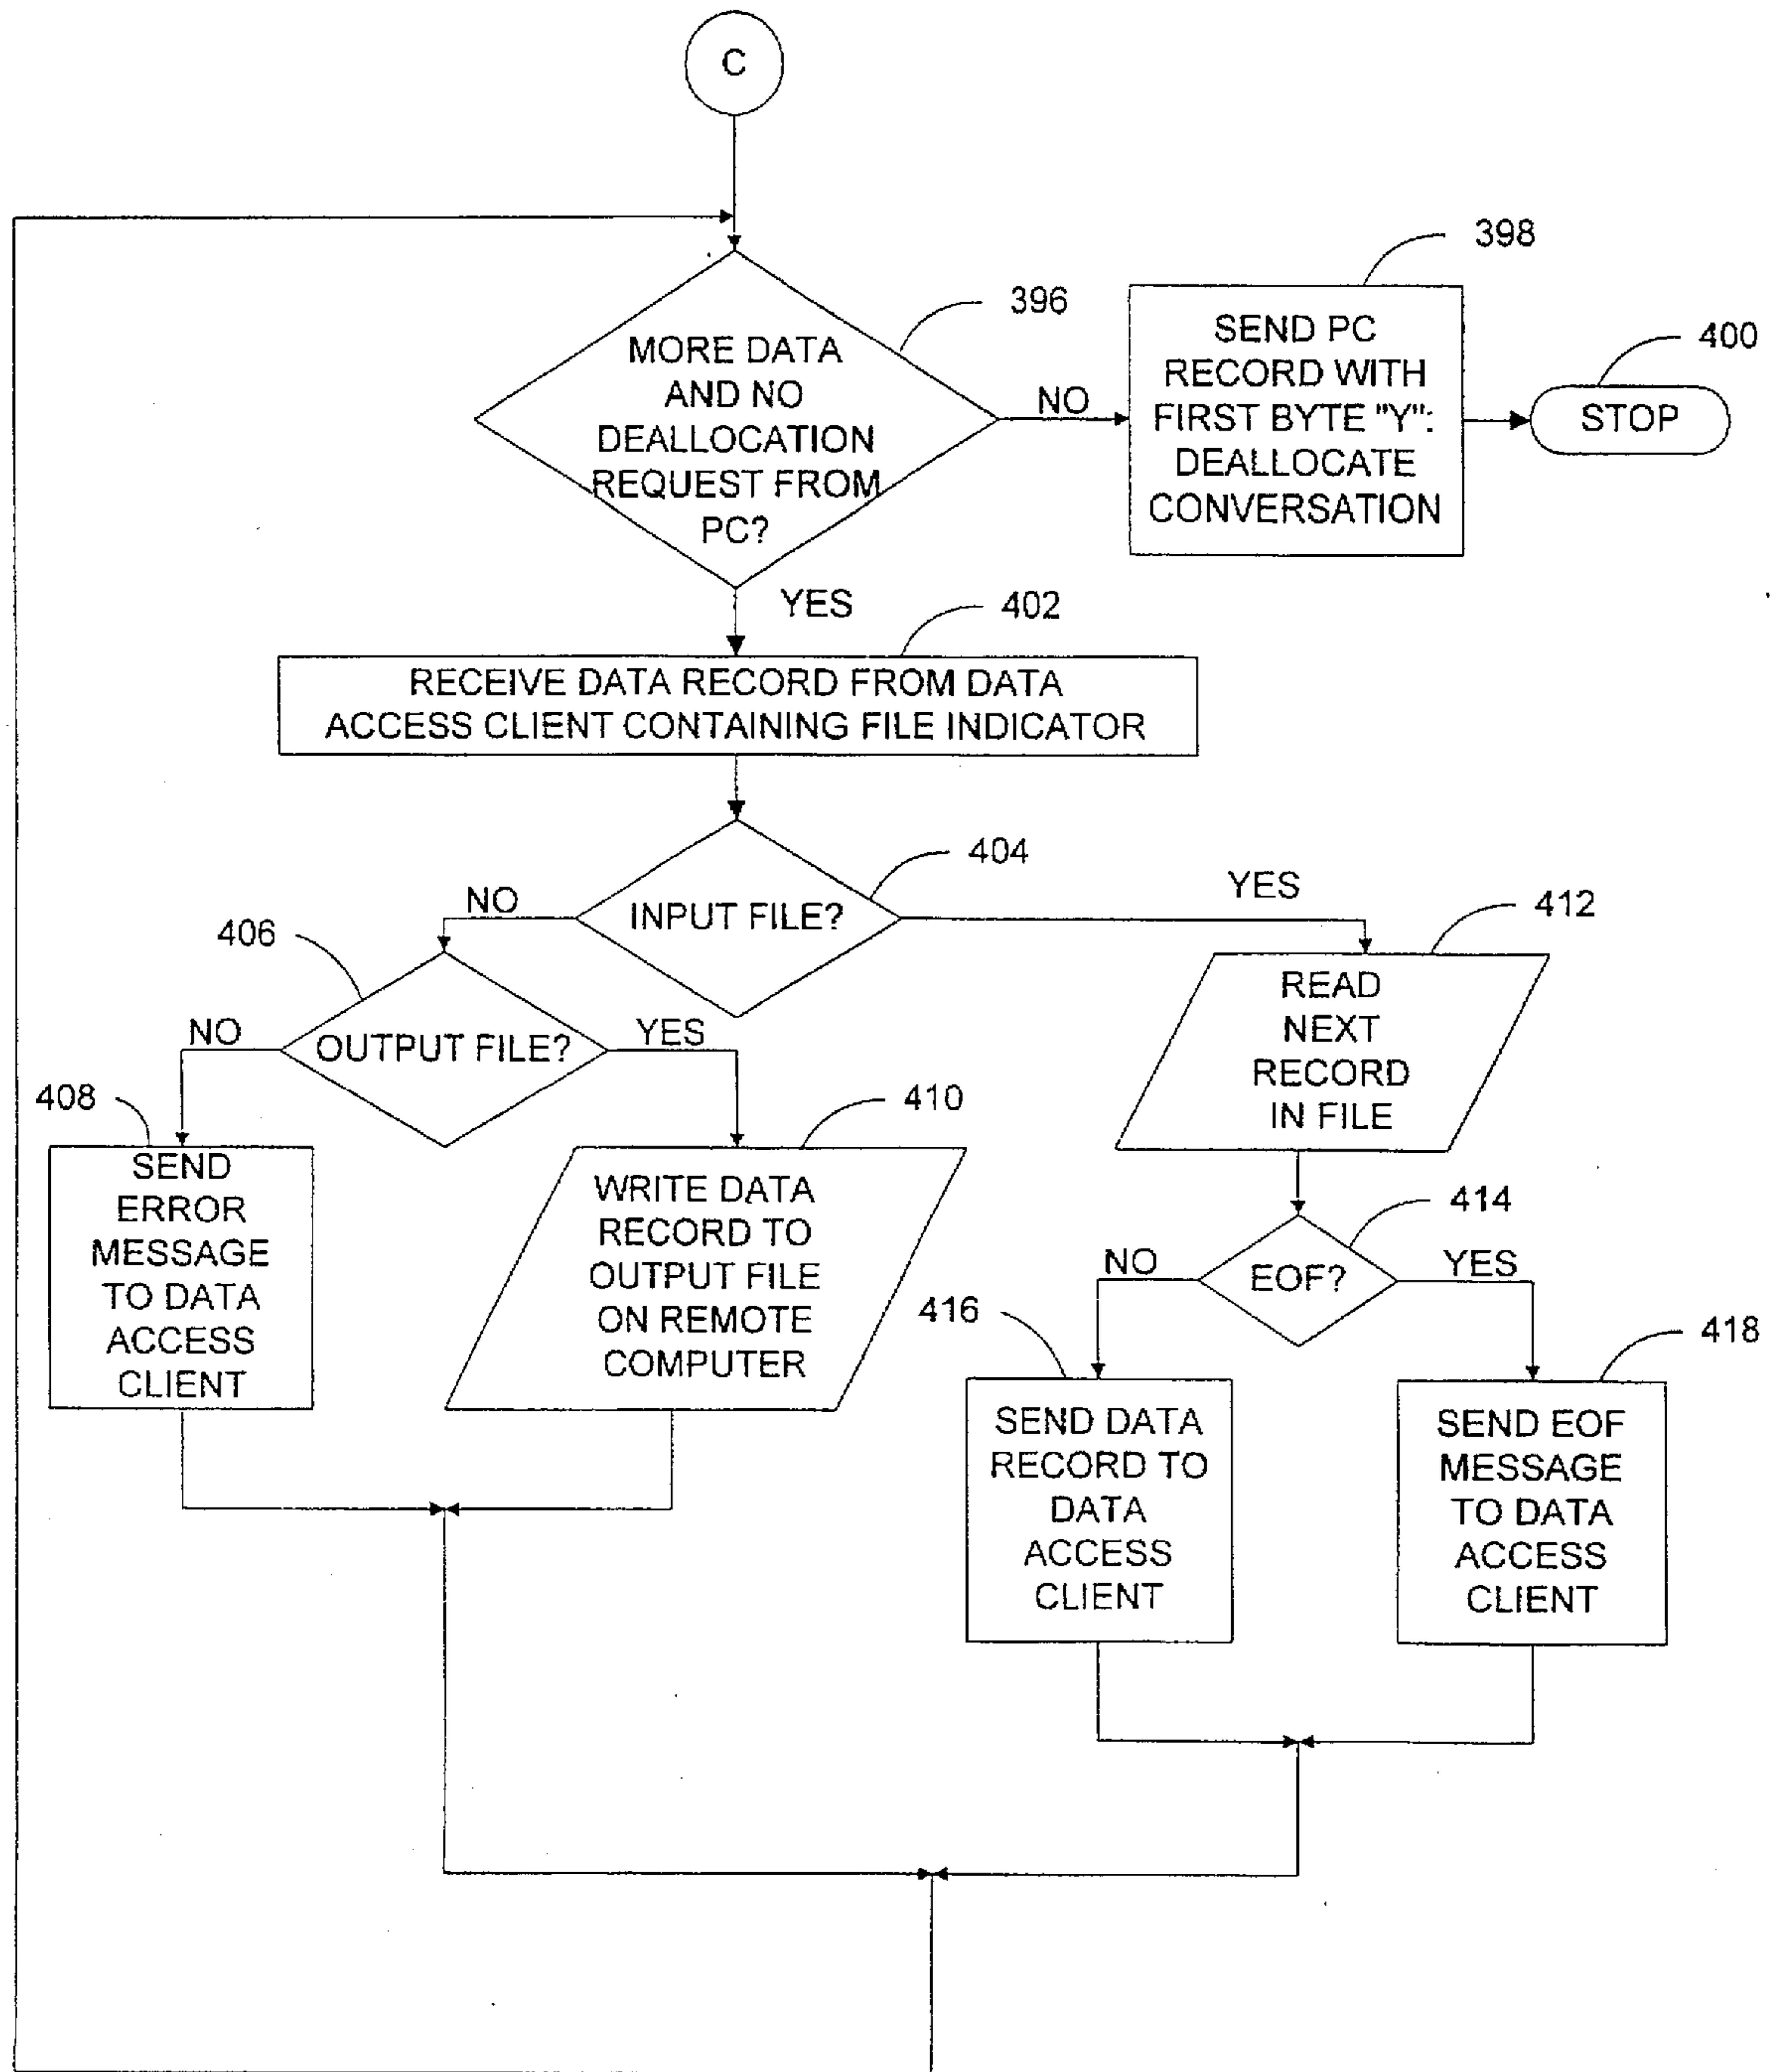 C
398
396
MORE DATA
AND NO
DEALLOCATION
REQUEST FROM
PC?
NO
SEND PC
RECORD WITH
FIRST BYTE "Y":
DEALLOCATE
CONVERSATION
400
STOP
YES
402
RECEIVE DATA RECORD FROM DATA
ACCESS CLIENT CONTAINING FILE INDICATOR
404
INPUT FILE?
NO
YES
406
412
OUTPUT FILE?
NO
YES
READ
NEXT
RECORD
IN FILE
408
410
SEND
ERROR
MESSAGE
TO DATA
ACCESS
CLIENT
WRITE DATA
RECORD TO
OUTPUT FILE
ON REMOTE
COMPUTER
414
EOF?
NO
YES
416
418
SEND DATA
RECORD TO
DATA
ACCESS
CLIENT
SEND EOF
MESSAGE
TO DATA
ACCESS
CLIENT